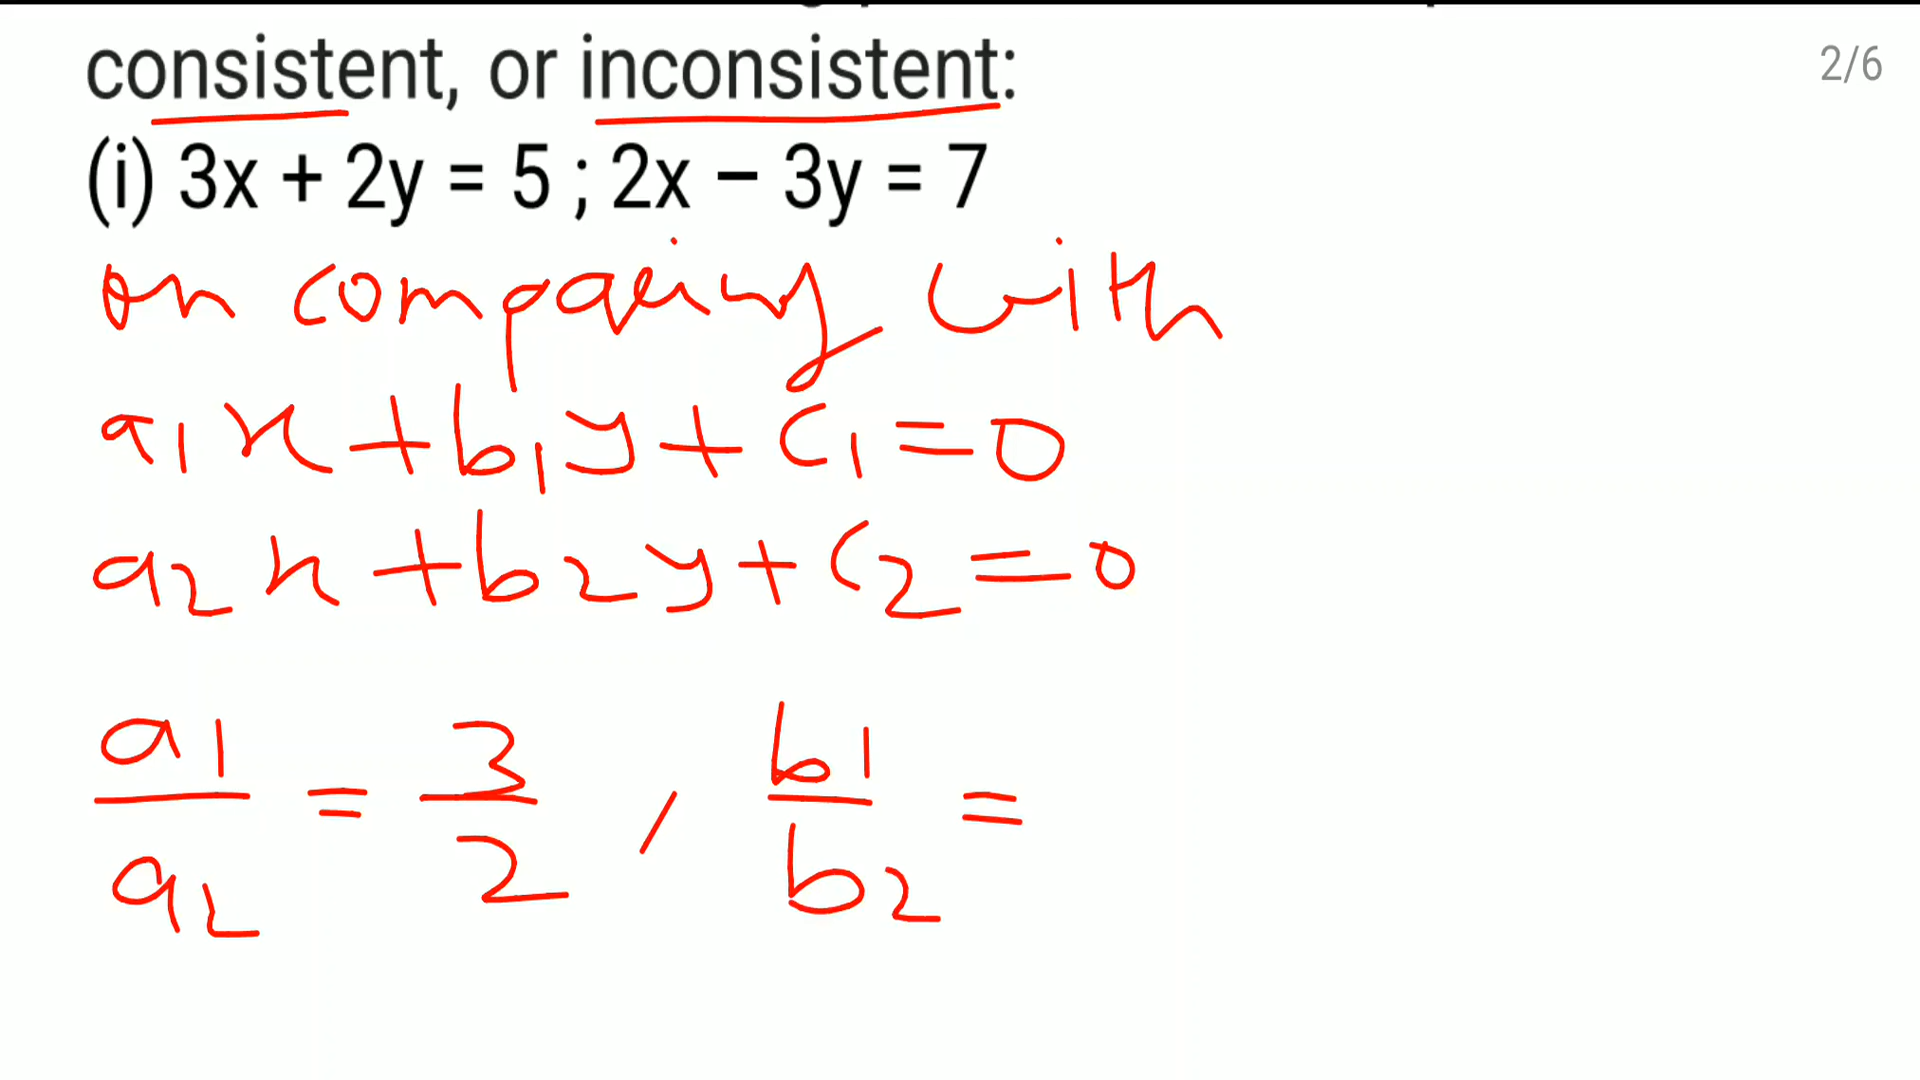 consistent, or inconsistent:
2/6
(i) 3x + 2y = 5 ; 2x – 3y = 7
on comparing with
a1x + b1y + c1 = 0
a2x + b2y + c2 = 0
a1/a2 = 3/2 , b1/b2 =